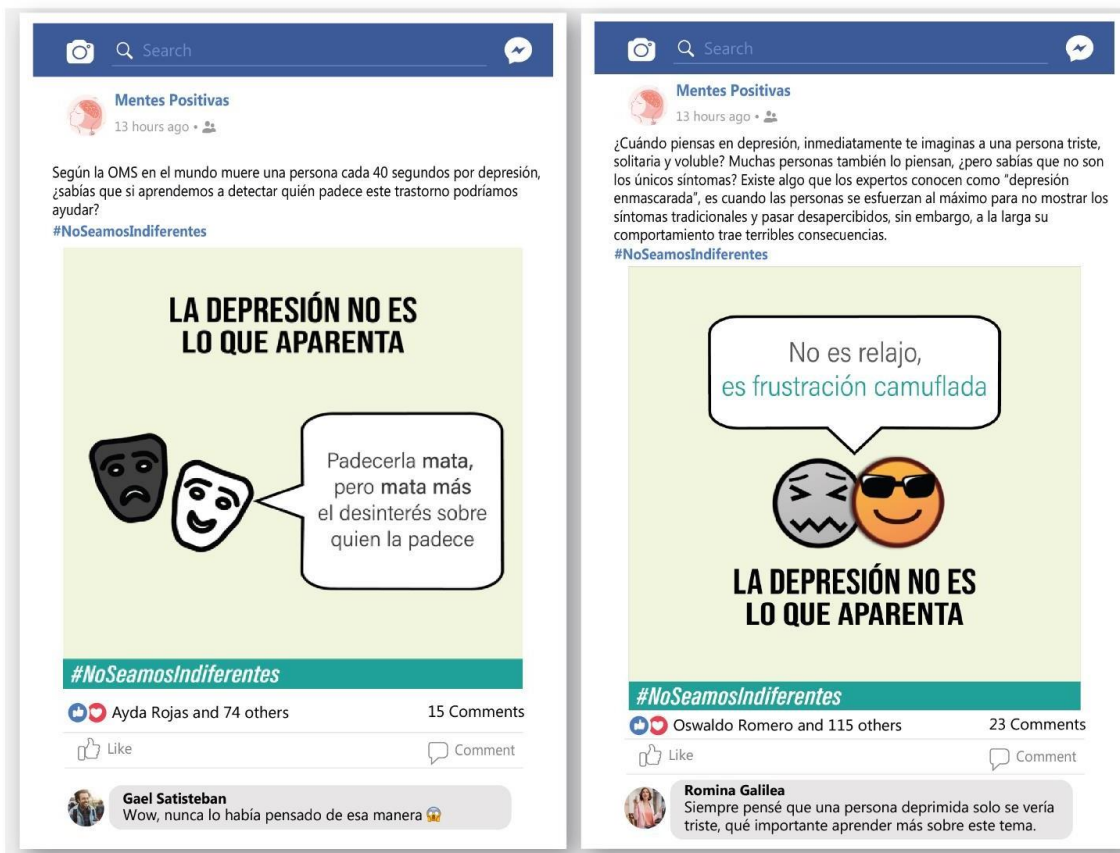 Search
Mentes Positivas
13 hours ago •
Según la OMS en el mundo muere una persona cada 40 segundos por depresión,
¿sabías que si aprendemos a detectar quién padece este trastorno podríamos
ayudar?
#NoSeamosIndiferentes
LA DEPRESIÓN NO ES
LO QUE APARENTA
Padecerla mata,
pero mata más
el desinterés sobre
quien la padece
#NoSeamosIndiferentes
Ayda Rojas and 74 others
15 Comments
Like
Comment
Gael Satisteban
Wow, nunca lo había pensado de esa manera 😱
Search
Mentes Positivas
13 hours ago •
¿Cuándo piensas en depresión, inmediatamente te imaginas a una persona triste,
solitaria y voluble? Muchas personas también lo piensan, ¿pero sabías que no son
los únicos síntomas? Existe algo que los expertos conocen como “depresión
enmascarada”, es cuando las personas se esfuerzan al máximo para no mostrar los
síntomas tradicionales y pasar desapercibidos, sin embargo, a la larga su
comportamiento trae terribles consecuencias.
#NoSeamosIndiferentes
No es relajo,
es frustración camuflada
LA DEPRESIÓN NO ES
LO QUE APARENTA
#NoSeamosIndiferentes
Oswaldo Romero and 115 others
23 Comments
Like
Comment
Romina Galilea
Siempre pensé que una persona deprimida solo se vería
triste, qué importante aprender más sobre este tema.